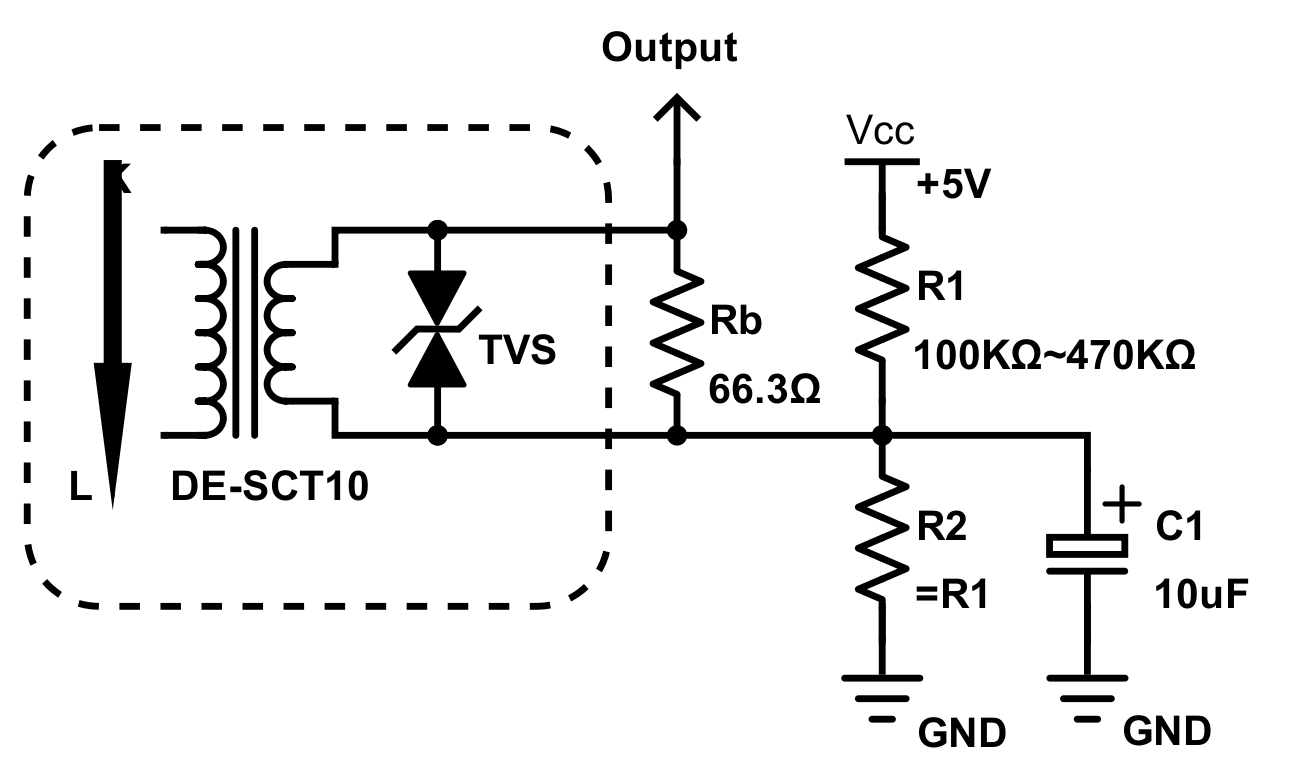 Output
Vcc
+5V
K
R1
100KΩ~470KΩ
Rb
66.3Ω
TVS
L
DE-SCT10
R2
=R1
C1
10uF
GND
GND